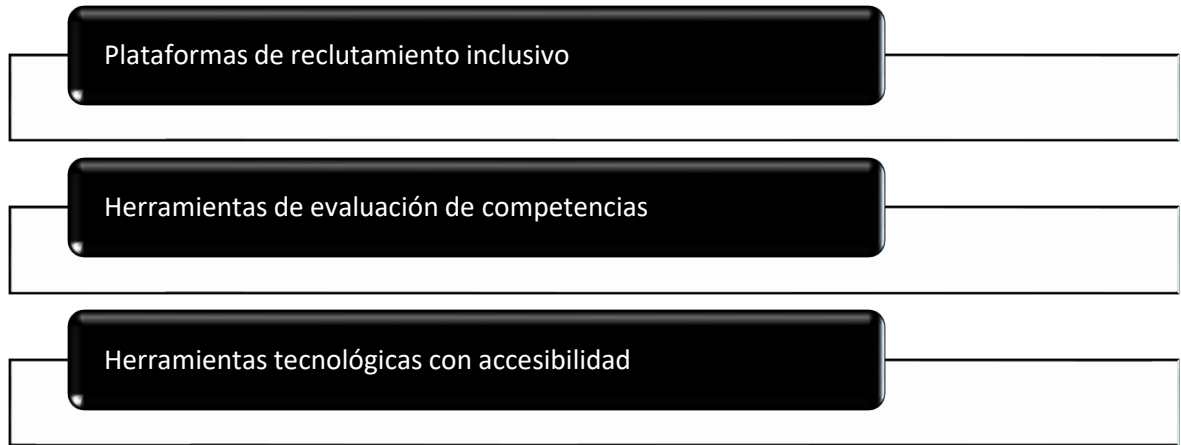 Plataformas de reclutamiento inclusivo
Herramientas de evaluación de competencias
Herramientas tecnológicas con accesibilidad